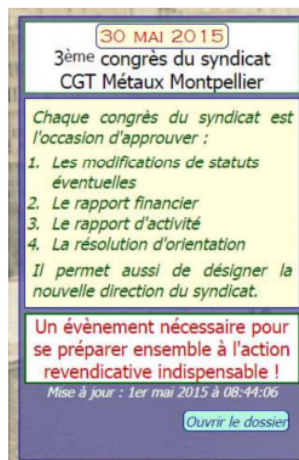 30 MAI 2015
3ème congrès du syndicat
CGT Métaux Montpellier
Chaque congrès du syndicat est
l'occasion d'approuver :
1. Les modifications de statuts
éventuelles
2. Le rapport financier
3. Le rapport d'activité
4. La résolution d'orientation
Il permet aussi de désigner la
nouvelle direction du syndicat.
Un évènement nécessaire pour
se préparer ensemble à l'action
revendicative indispensable !
Mise à jour : 1er mai 2015 à 08:44:06
Ouvrir le dossier